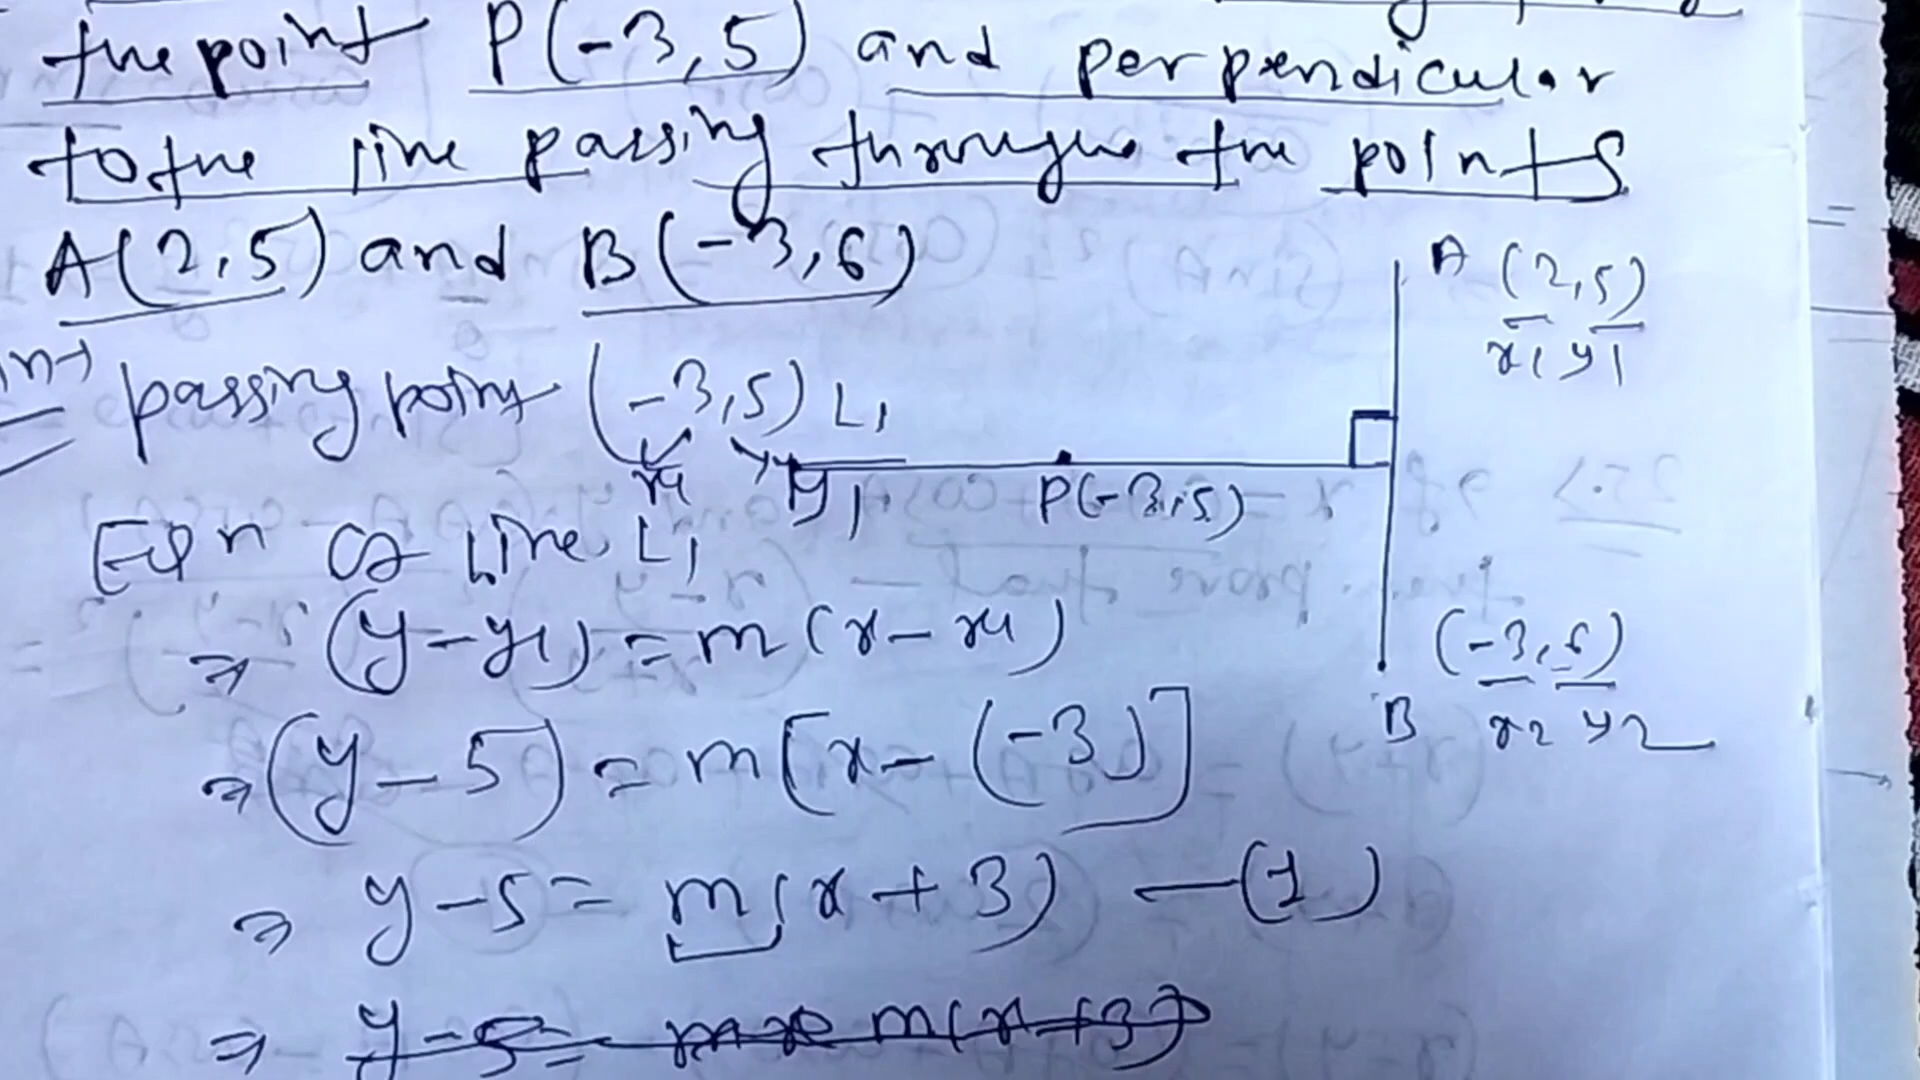 the point P(-3,5) and perpendicular
to the line passing through the points
A(2,5) and B(-3,6)
A (2,5)
x1 y1
passing point (-3,5) L1
x1 y1
P(-3,5)
Eqn of Line L1
⇒ (y-y1) = m(x-x1)
(-3,6)
B x2 y2
⇒ (y-5) = m[x-(-3)]
⇒ y-5 = m(x+3) —(1)
⇒ y-5 = m(x+3)